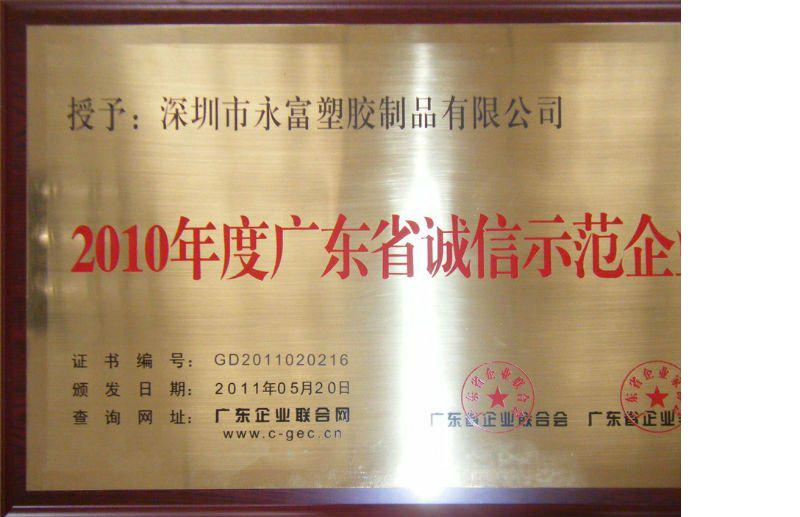 授予：深圳市永富塑胶制品有限公司
2010年度广东省诚信示范企
证书编号：GD2011020216
颁发日期：2011年05月20日
查询网址：广东企业联合网
www.c-gec.cn
广东省企业联合会 广东省企业